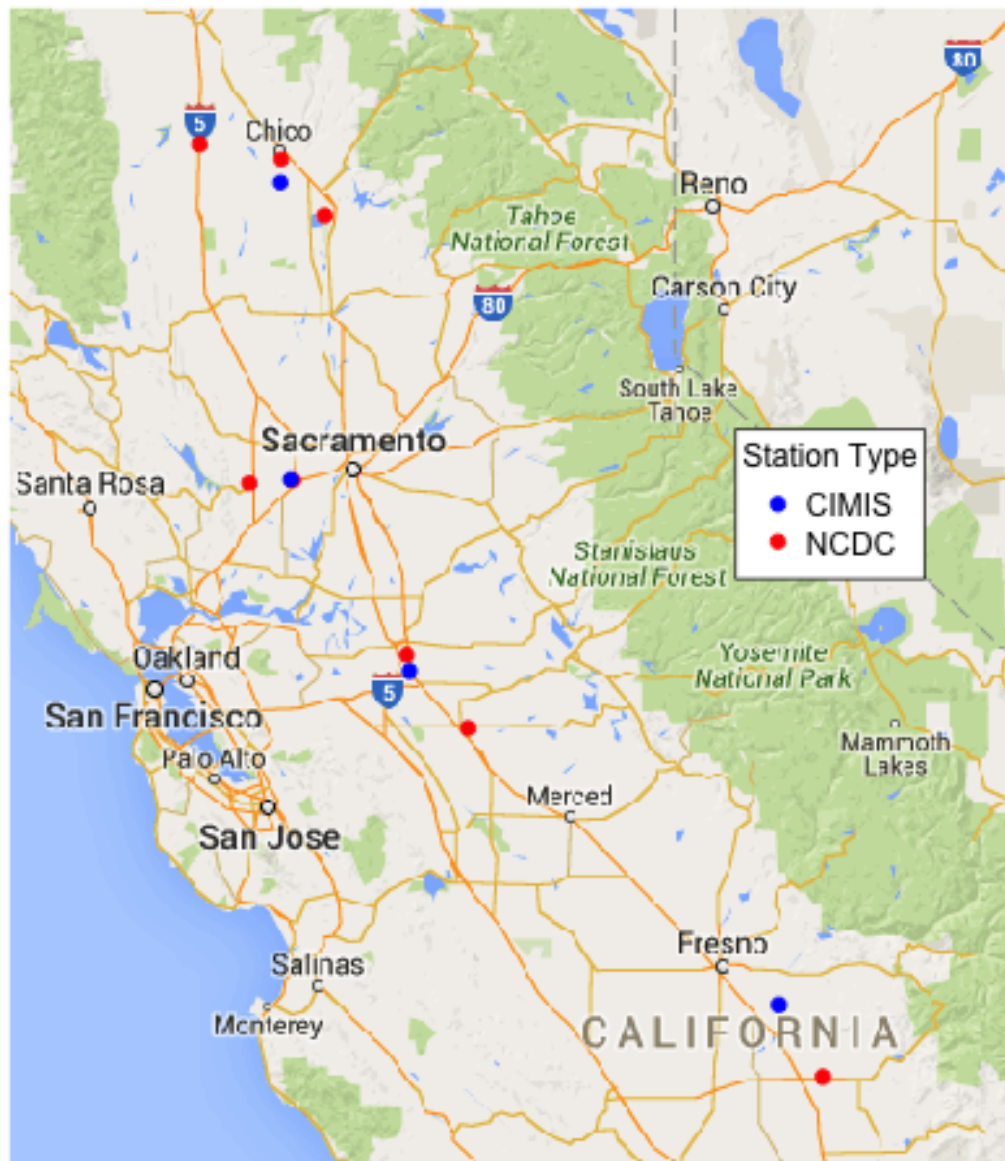 80
5
Chico
Reno
Tahoe
National Forest
Carson City
80
South Lake
Tahoe
Sacramento
Santa Rosa
Station Type
CIMIS
NCDC
Stanislaus
National Forest
Oakland
Yosemite
National Park
5
San Francisco
Palo Alto
Mammoth
Lakes
Merced
San Jose
Fresno
Salinas
Monterey
CALIFORNIA